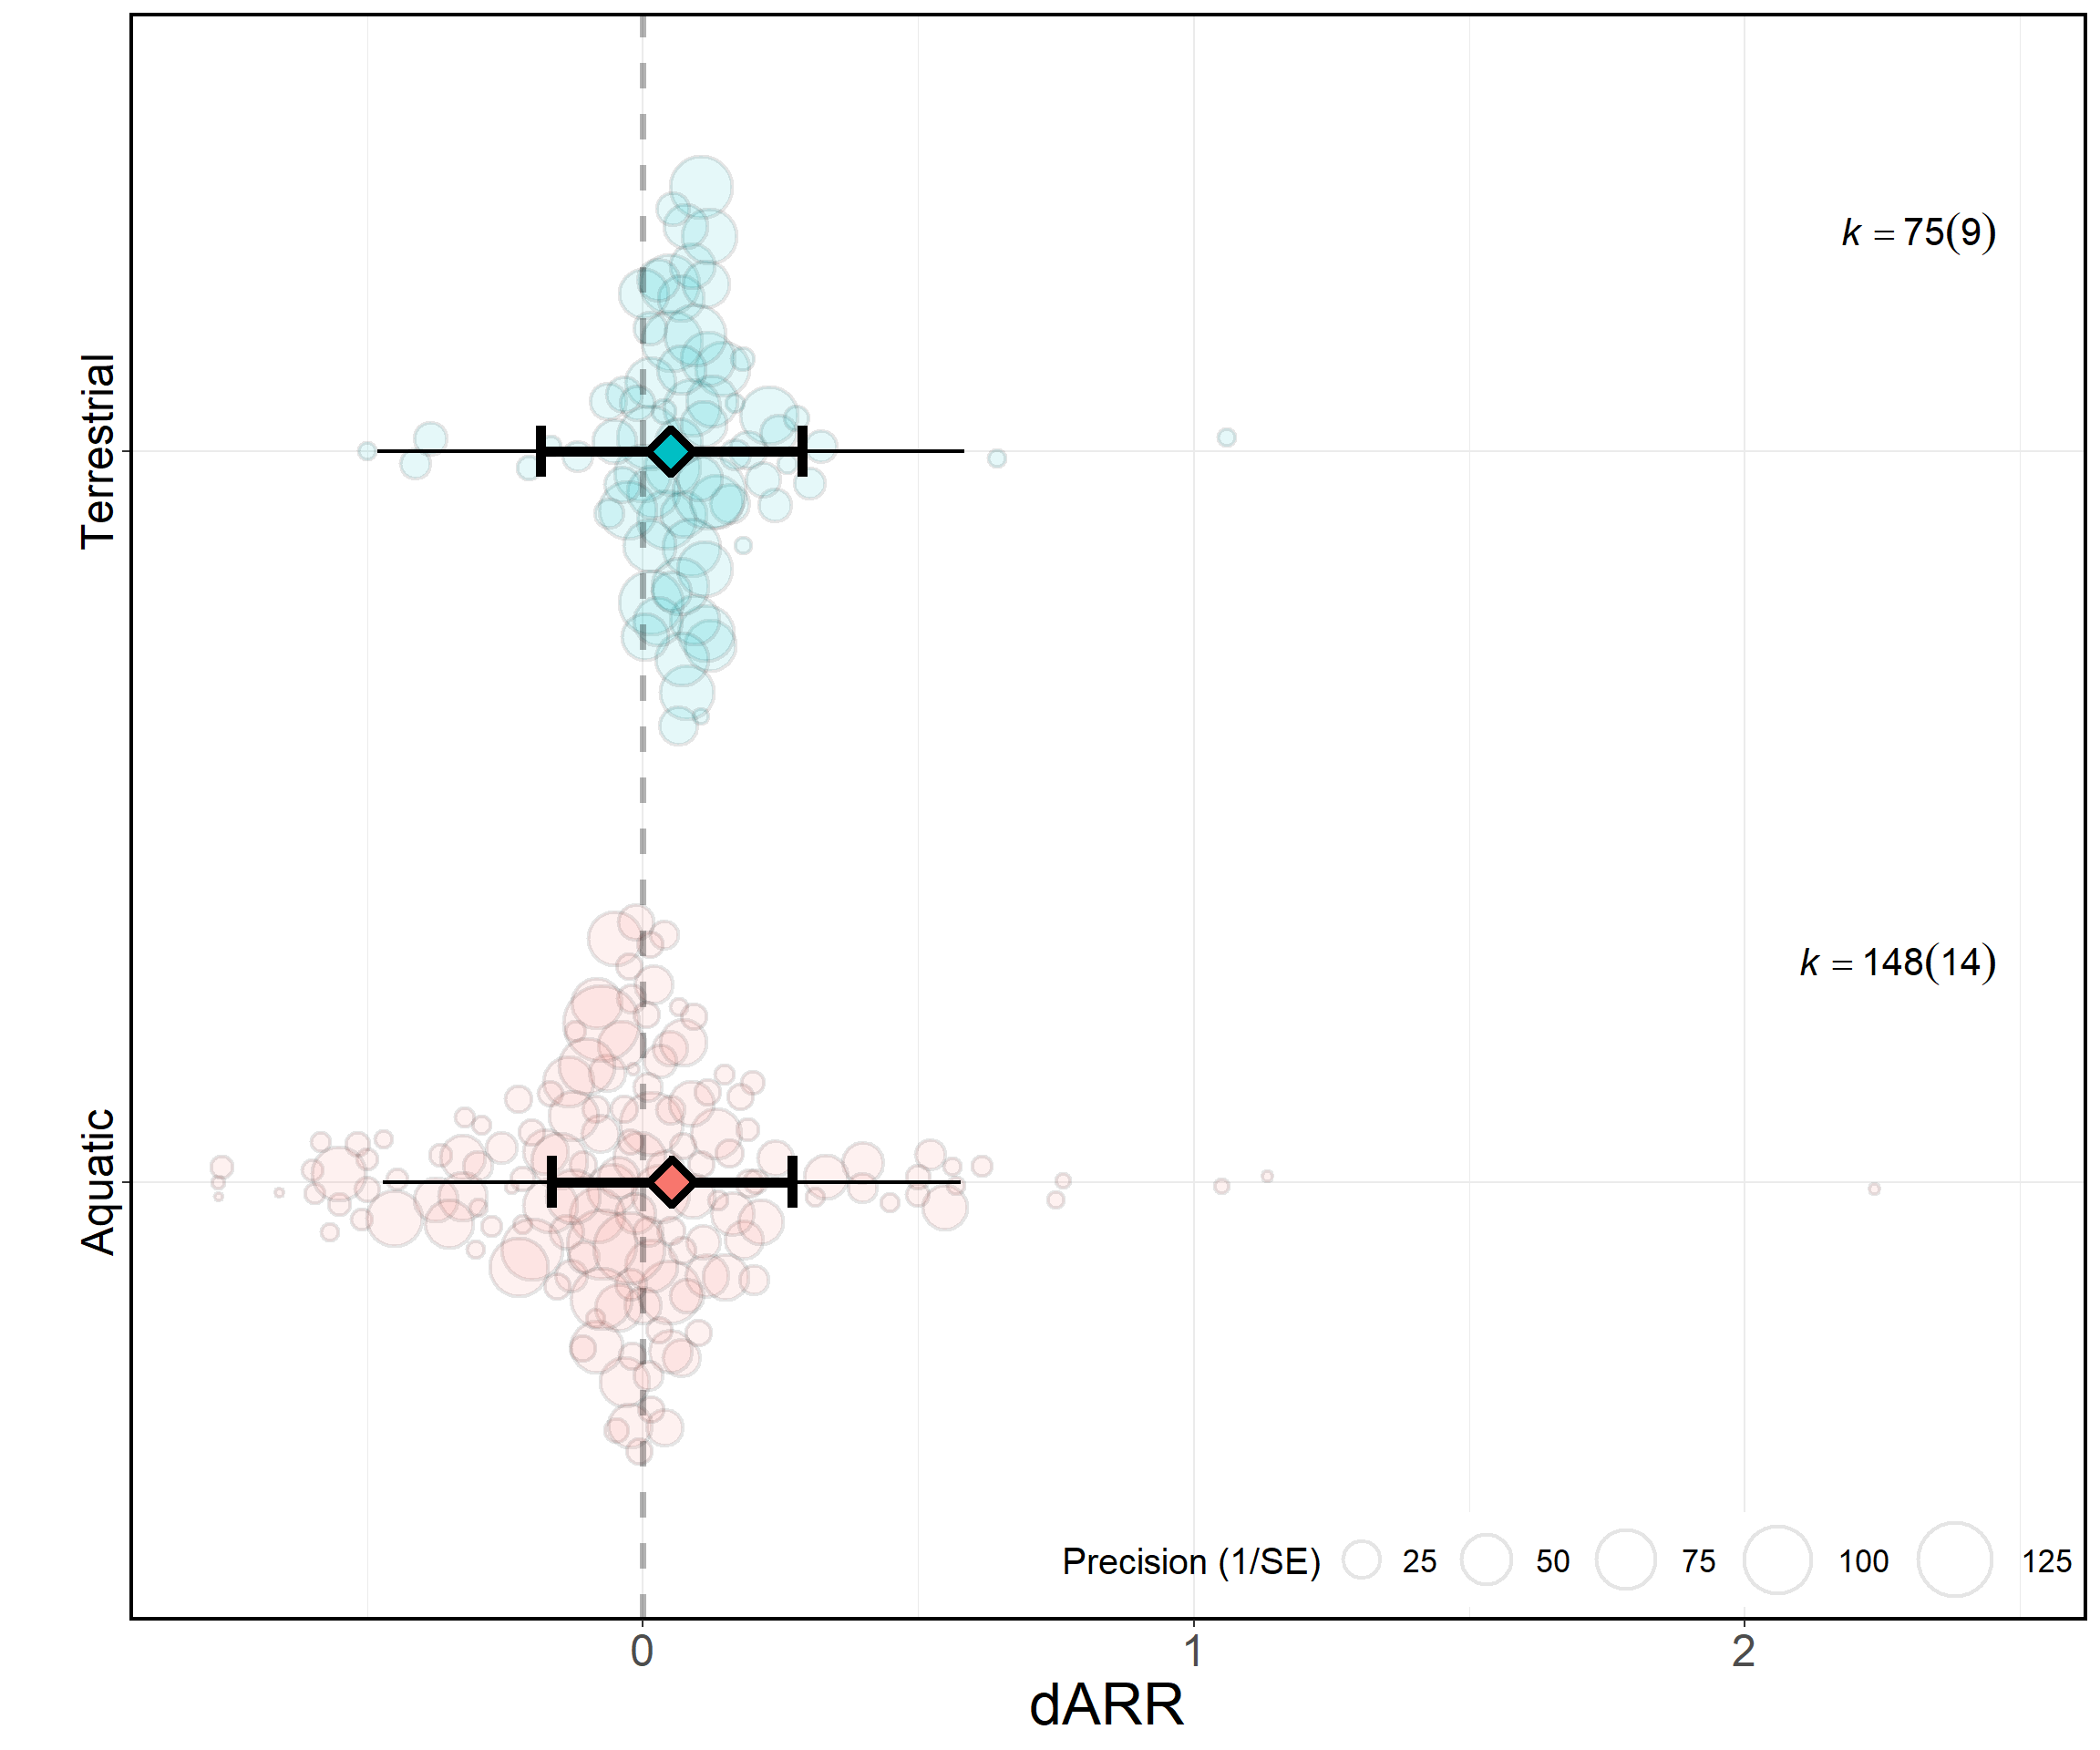 k = 75(9)
Terrestrial
k = 148(14)
Aquatic
Precision (1/SE) 25 50 75 100 125
0 1 2
dARR